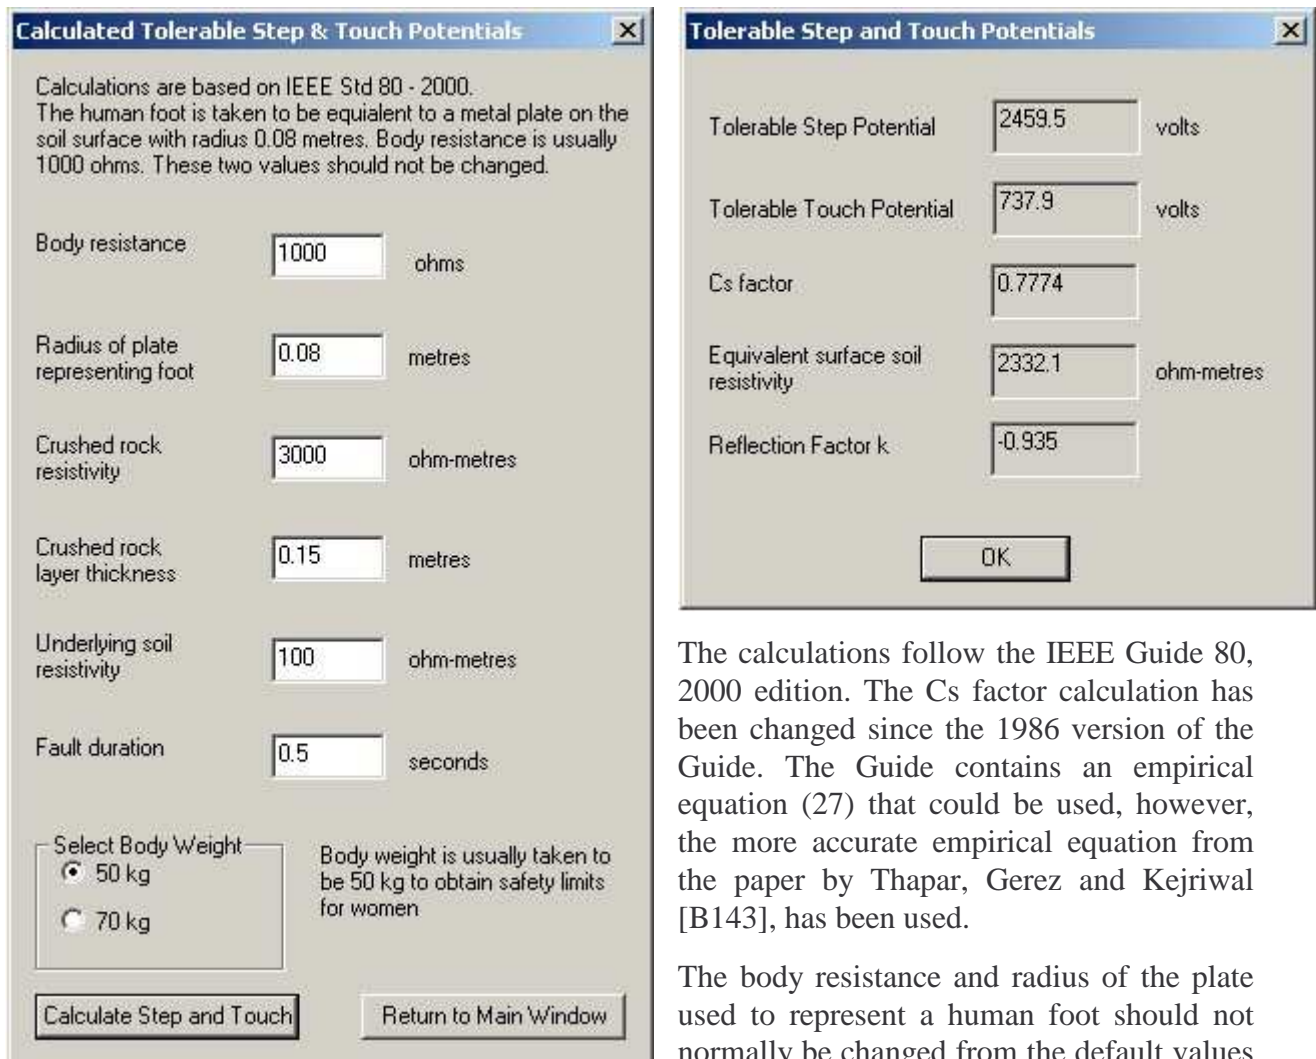 Calculated Tolerable Step & Touch Potentials
Calculations are based on IEEE Std 80 - 2000.
The human foot is taken to be equialent to a metal plate on the
soil surface with radius 0.08 metres. Body resistance is usually
1000 ohms. These two values should not be changed.
Body resistance 1000 ohms
Radius of plate
representing foot 0.08 metres
Crushed rock
resistivity 3000 ohm-metres
Crushed rock
layer thickness 0.15 metres
Underlying soil
resistivity 100 ohm-metres
Fault duration 0.5 seconds
Select Body Weight
50 kg
70 kg
Body weight is usually taken to
be 50 kg to obtain safety limits
for women
Calculate Step and Touch
Return to Main Window
Tolerable Step and Touch Potentials
Tolerable Step Potential 2459.5 volts
Tolerable Touch Potential 737.9 volts
Cs factor 0.7774
Equivalent surface soil
resistivity 2332.1 ohm-metres
Reflection Factor k -0.935
OK
The calculations follow the IEEE Guide 80,
2000 edition. The Cs factor calculation has
been changed since the 1986 version of the
Guide. The Guide contains an empirical
equation (27) that could be used, however,
the more accurate empirical equation from
the paper by Thapar, Gerez and Kejriwal
[B143], has been used.
The body resistance and radius of the plate
used to represent a human foot should not
normally be changed from the default values